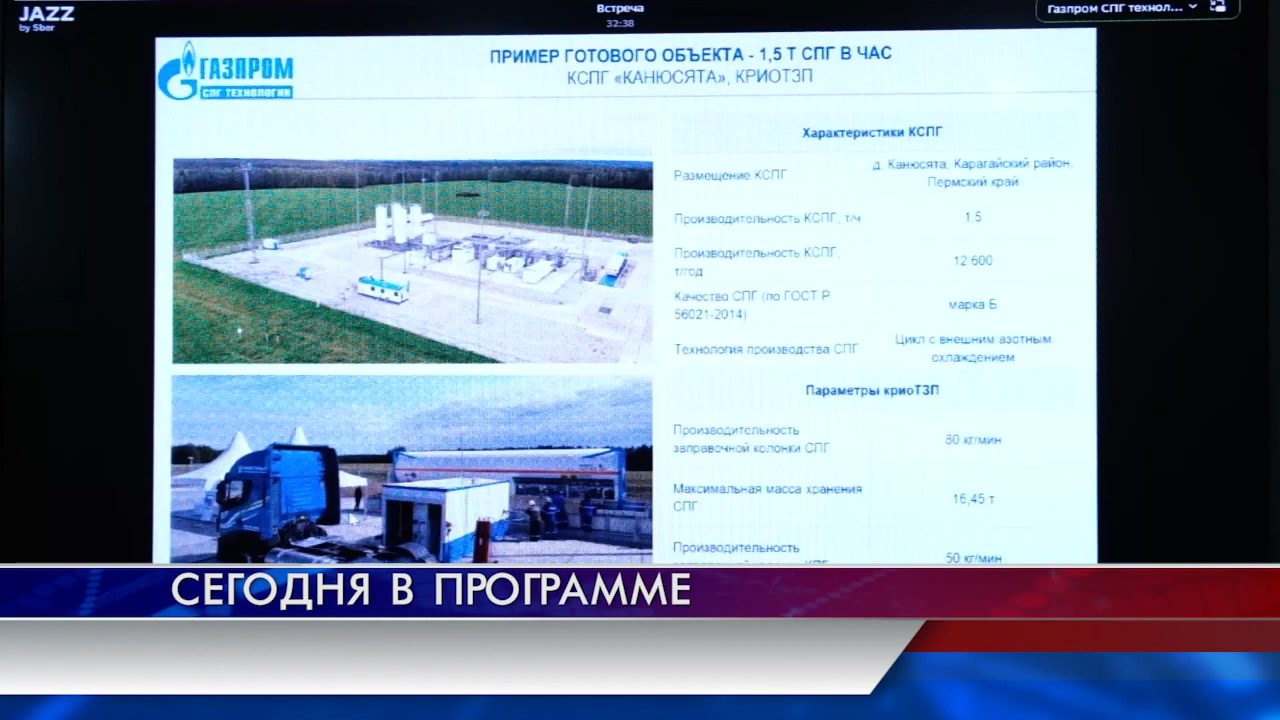 JAZZ
by Sber
Встреча
32:38
Газпром СПГ технол...
ГАЗПРОМ
СПГ ТЕХНОЛОГИИ
ПРИМЕР ГОТОВОГО ОБЪЕКТА - 1,5 Т СПГ В ЧАС
КСПГ «КАНЮСЯТА», КРИОТЗП
Характеристики КСПГ
Размещение КСПГ
д. Канюсята, Карагайский район,
Пермский край
Производительность КСПГ, т/ч
1.5
Производительность КСПГ,
т/год
12 600
Качество СПГ (по ГОСТ Р
56021-2014)
марка Б
Технология производства СПГ
Цикл с внешним азотным
охлаждением
Параметры криоТЗП
Производительность
заправочной колонки СПГ
80 кг/мин
Максимальная масса хранения
СПГ
16,45 т
Производительность
50 кг/мин
СЕГОДНЯ В ПРОГРАММЕ